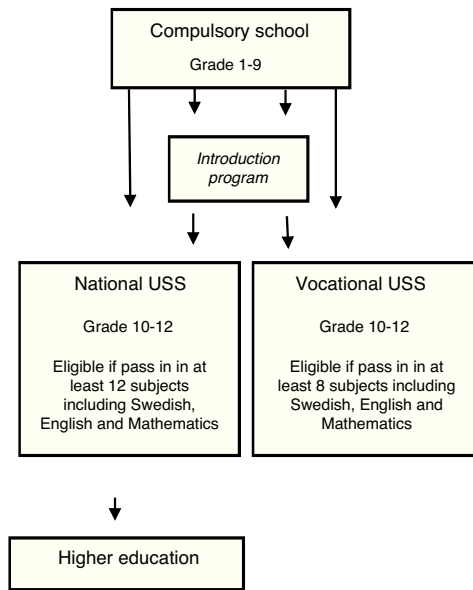 Compulsory school
Grade 1-9
Introduction
program
National USS
Grade 10-12
Eligible if pass in in at
least 12 subjects
including Swedish,
English and Mathematics
Vocational USS
Grade 10-12
Eligible if pass in in at
least 8 subjects including
Swedish, English and
Mathematics
Higher education